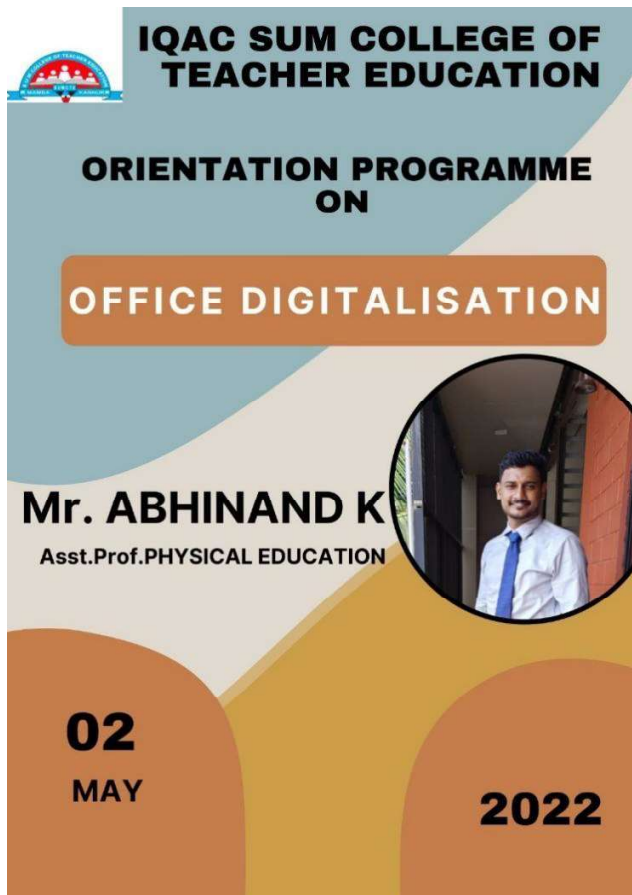 IQAC SUM COLLEGE OF
TEACHER EDUCATION
ORIENTATION PROGRAMME
ON
OFFICE DIGITALISATION
Mr. ABHINAND K
Asst.Prof.PHYSICAL EDUCATION
02
MAY
2022